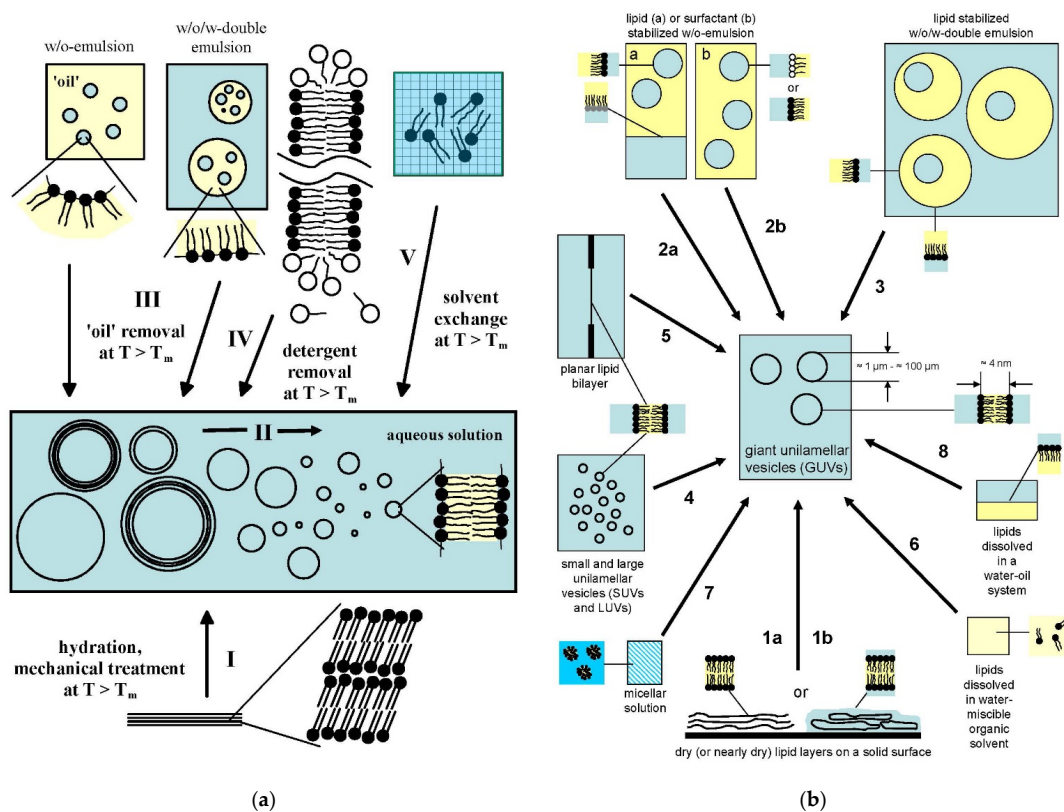 w/o-emulsion
'oil'
w/o/w-double
emulsion
III
'oil' removal
at T > Tm
IV
detergent
removal
at T > Tm
V
solvent
exchange
at T > Tm
II
aqueous solution
hydration,
mechanical treatment
at T > Tm
I
(a)
lipid (a) or surfactant (b)
stabilized w/o-emulsion
a
b
or
lipid stabilized
w/o/w-double emulsion
2a
2b
3
5
planar lipid
bilayer
≈ 1 µm - ≈ 100 µm
≈ 4 nm
giant unilamellar
vesicles (GUVs)
4
small and large
unilamellar
vesicles (SUVs
and LUVs)
8
lipids
dissolved in a
water-oil
system
6
7
1a
1b
micellar
solution
or
lipids
dissolved
in water-
miscible
organic
solvent
dry (or nearly dry) lipid layers on a solid surface
(b)